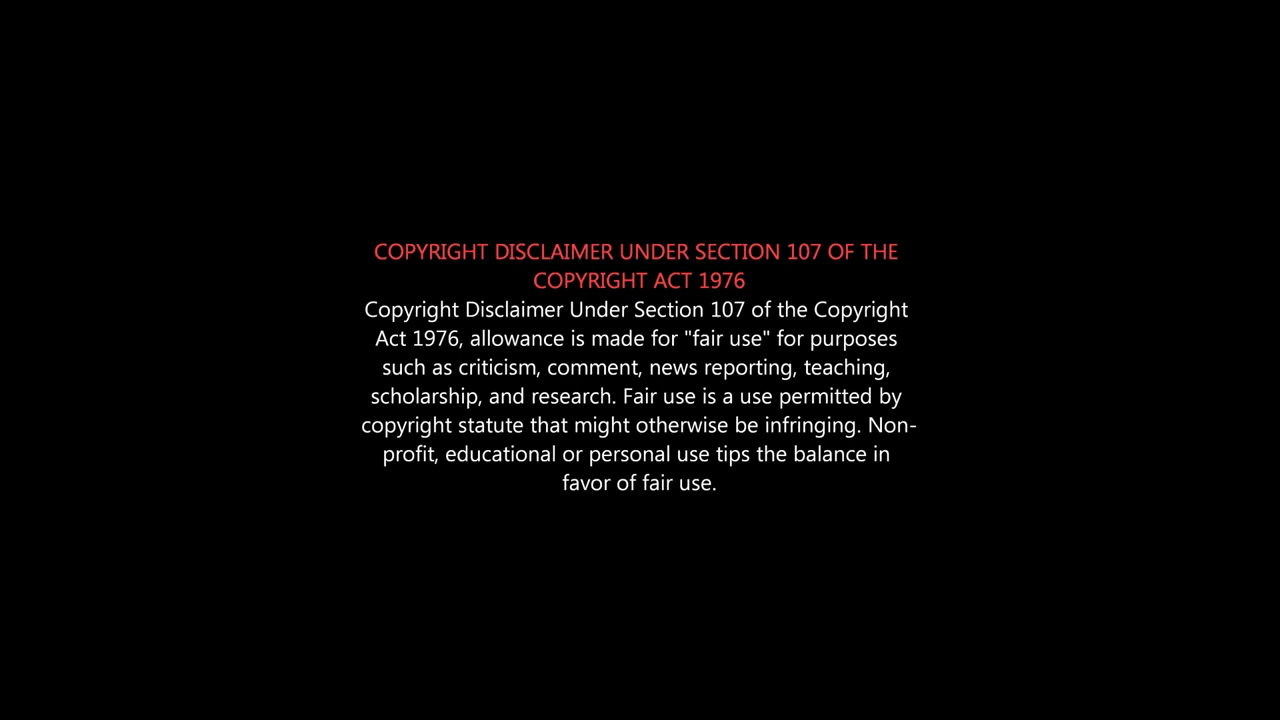 COPYRIGHT DISCLAIMER UNDER SECTION 107 OF THE
COPYRIGHT ACT 1976
Copyright Disclaimer Under Section 107 of the Copyright
Act 1976, allowance is made for "fair use" for purposes
such as criticism, comment, news reporting, teaching,
scholarship, and research. Fair use is a use permitted by
copyright statute that might otherwise be infringing. Non-
profit, educational or personal use tips the balance in
favor of fair use.